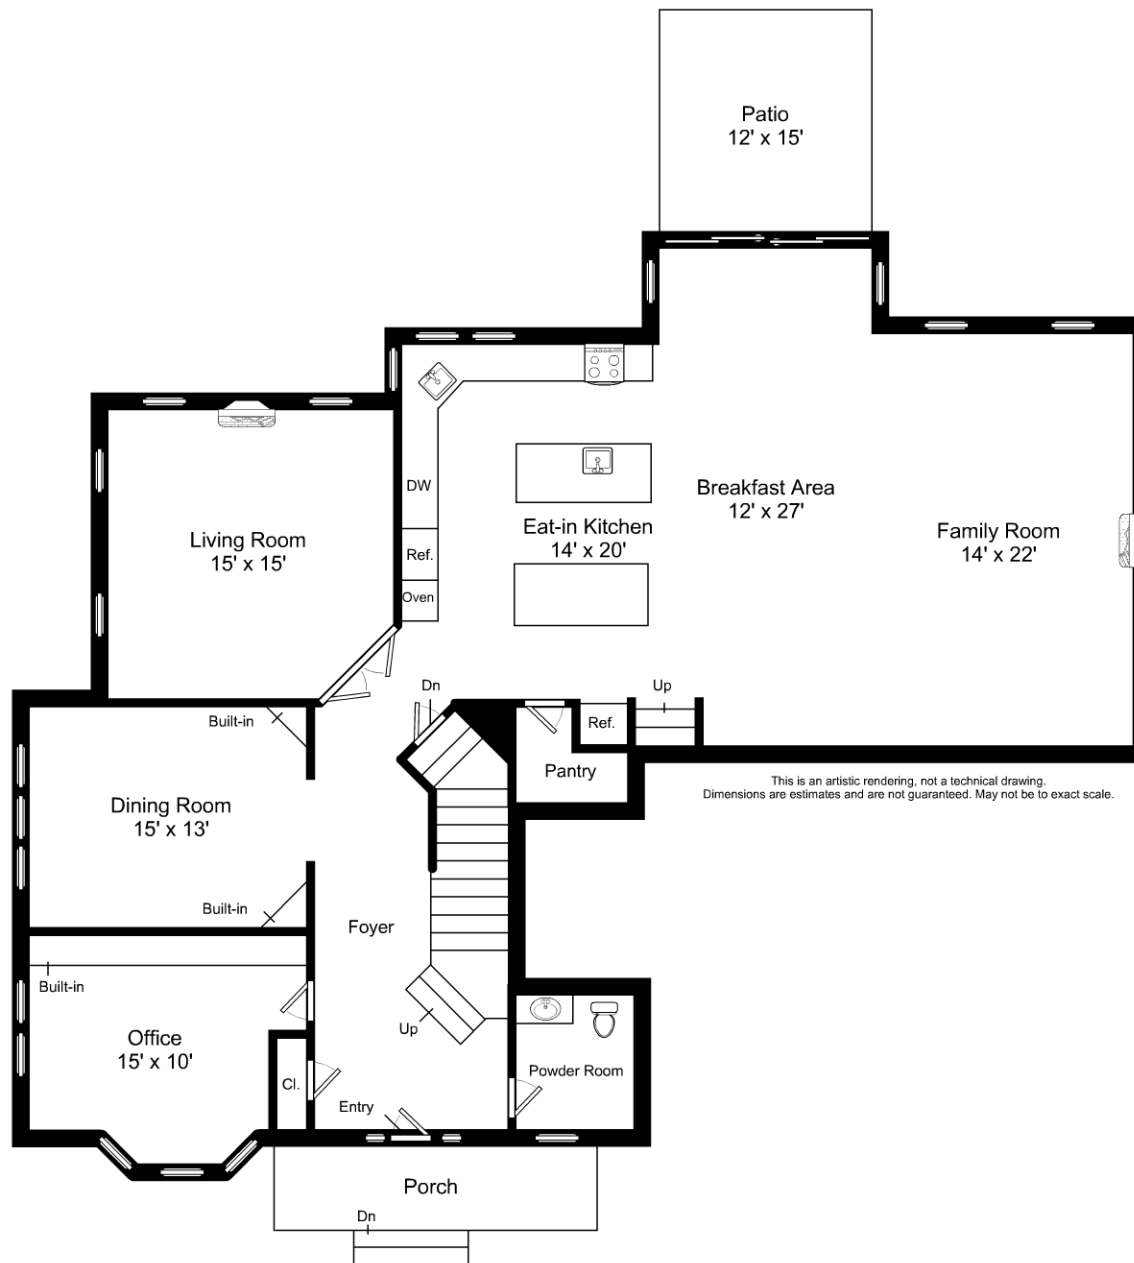 Patio
12' x 15'
Breakfast Area
12' x 27'
DW
Eat-in Kitchen
14' x 20'
Family Room
14' x 22'
Living Room
15' x 15'
Ref.
Oven
Dn
Up
Built-in
Ref.
Pantry
This is an artistic rendering, not a technical drawing.
Dimensions are estimates and are not guaranteed. May not be to exact scale.
Dining Room
15' x 13'
Built-in
Foyer
Built-in
Office
15' x 10'
Up
Powder Room
Cl.
Entry
Porch
Dn